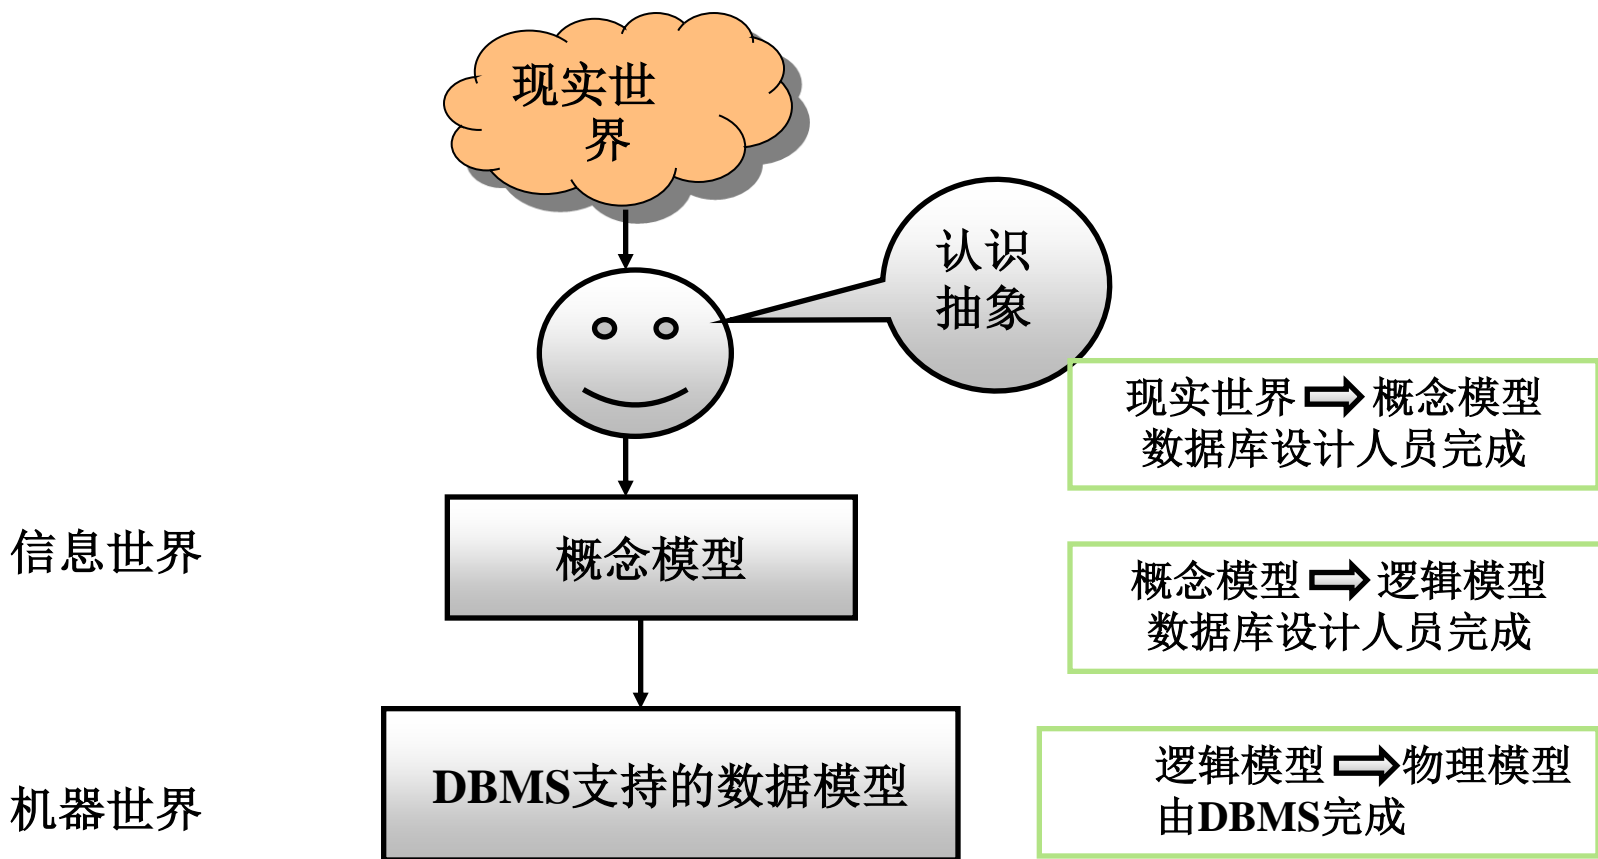 现实世
界
认识
抽象
现实世界 概念模型
数据库设计人员完成
信息世界
概念模型
概念模型 逻辑模型
数据库设计人员完成
机器世界
DBMS支持的数据模型
逻辑模型 物理模型
由DBMS完成